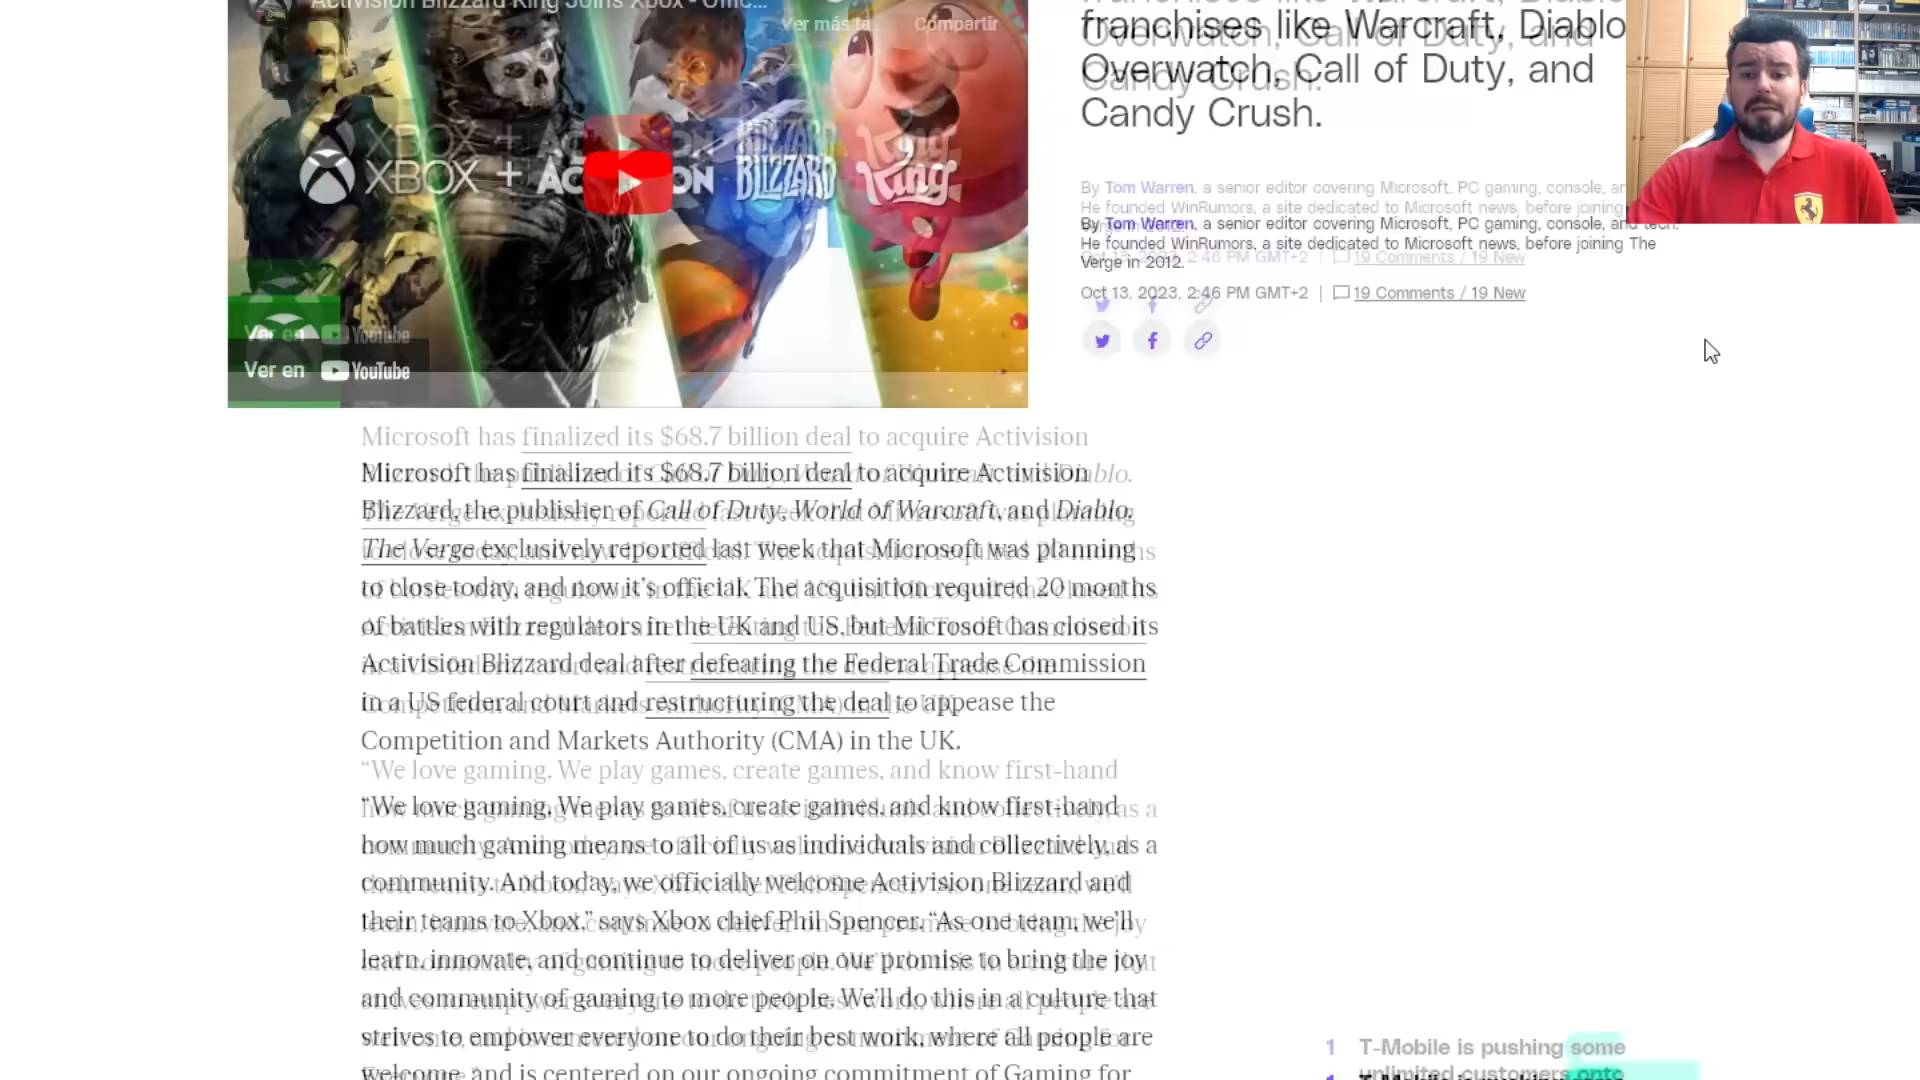 Activision Blizzard King Joins Xbox - Offic...
Ver más ta...
Compartir
XBOX + AC ON BLIZZARD King
Ver en YouTube
franchises like Warcraft, Diablo
Overwatch, Call of Duty, and
Candy Crush.
By Tom Warren, a senior editor covering Microsoft, PC gaming, console, and tech.
He founded WinRumors, a site dedicated to Microsoft news, before joining The
Verge in 2012.
Oct 13, 2023, 2:46 PM GMT+2 | 19 Comments / 19 New
Microsoft has finalized its $68.7 billion deal to acquire Activision
Blizzard, the publisher of Call of Duty, World of Warcraft, and Diablo.
The Verge exclusively reported last week that Microsoft was planning
to close today, and now it’s official. The acquisition required 20 months
of battles with regulators in the UK and US, but Microsoft has closed its
Activision Blizzard deal after defeating the Federal Trade Commission
in a US federal court and restructuring the deal to appease the
Competition and Markets Authority (CMA) in the UK.
“We love gaming. We play games, create games, and know first-hand
how much gaming means to all of us as individuals and collectively, as a
community. And today, we officially welcome Activision Blizzard and
their teams to Xbox,” says Xbox chief Phil Spencer. “As one team, we’ll
learn, innovate, and continue to deliver on our promise to bring the joy
and community of gaming to more people. We’ll do this in a culture that
strives to empower everyone to do their best work, where all people are
welcome, and is centered on our ongoing commitment of Gaming for
1 T-Mobile is pushing some
unlimited customers onto